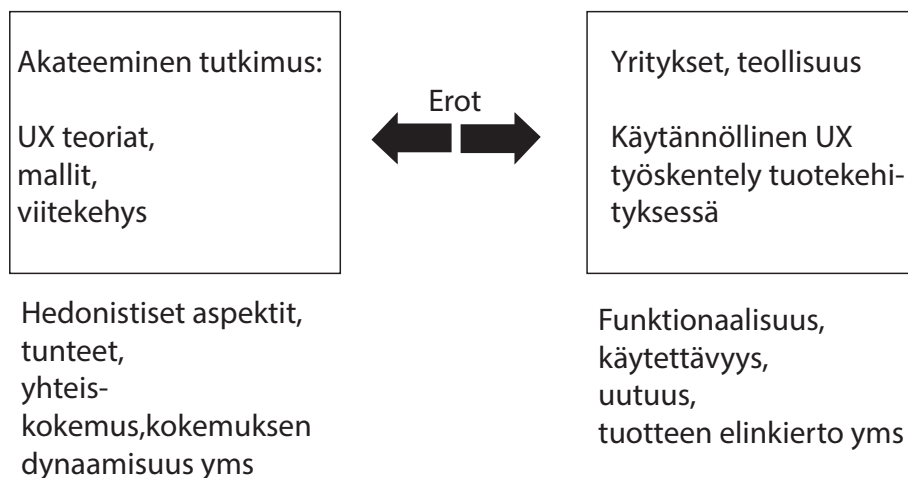 Akateeminen tutkimus:
UX teoriat,
mallit,
viitekehys
Erot
Yritykset, teollisuus
Käytännöllinen UX
työskentely tuotekehi-
tyksessä
Hedonistiset aspektit,
tunteet,
yhteis-
kokemus,kokemuksen
dynaamisuus yms
Funktionaalisuus,
käytettävyys,
uutuus,
tuotteen elinkierto yms